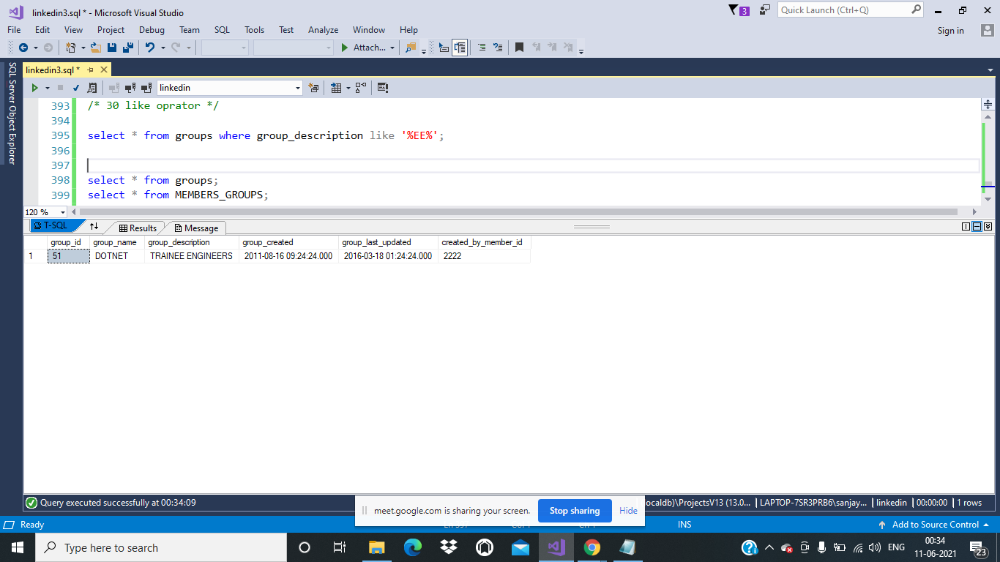 linkedin3.sql * - Microsoft Visual Studio
3
Quick Launch (Ctrl+Q)
File Edit View Project Debug Team SQL Tools Test Analyze Window Help
Sign in
Attach...
SQL Server Object Explorer
linkedin3.sql *
linkedin
393 /* 30 like oprator */
394
395 select * from groups where group_description like '%EE%';
396
397
398 select * from groups;
399 select * from MEMBERS_GROUPS;
120 %
T-SQL Results Message
group_id group_name group_description group_created group_last_updated created_by_member_id
1 51 DOTNET TRAINEE ENGINEERS 2011-08-16 09:24:24.000 2016-03-18 01:24:24.000 2222
Query executed successfully at 00:34:09
meet.google.com is sharing your screen. Stop sharing Hide
ocaldb)\ProjectsV13 (13.0... LAPTOP-7SR3PRB6\sanjay... linkedin 00:00:00 1 rows
Ready
INS
Add to Source Control
Type here to search
ENG
00:34
11-06-2021
23